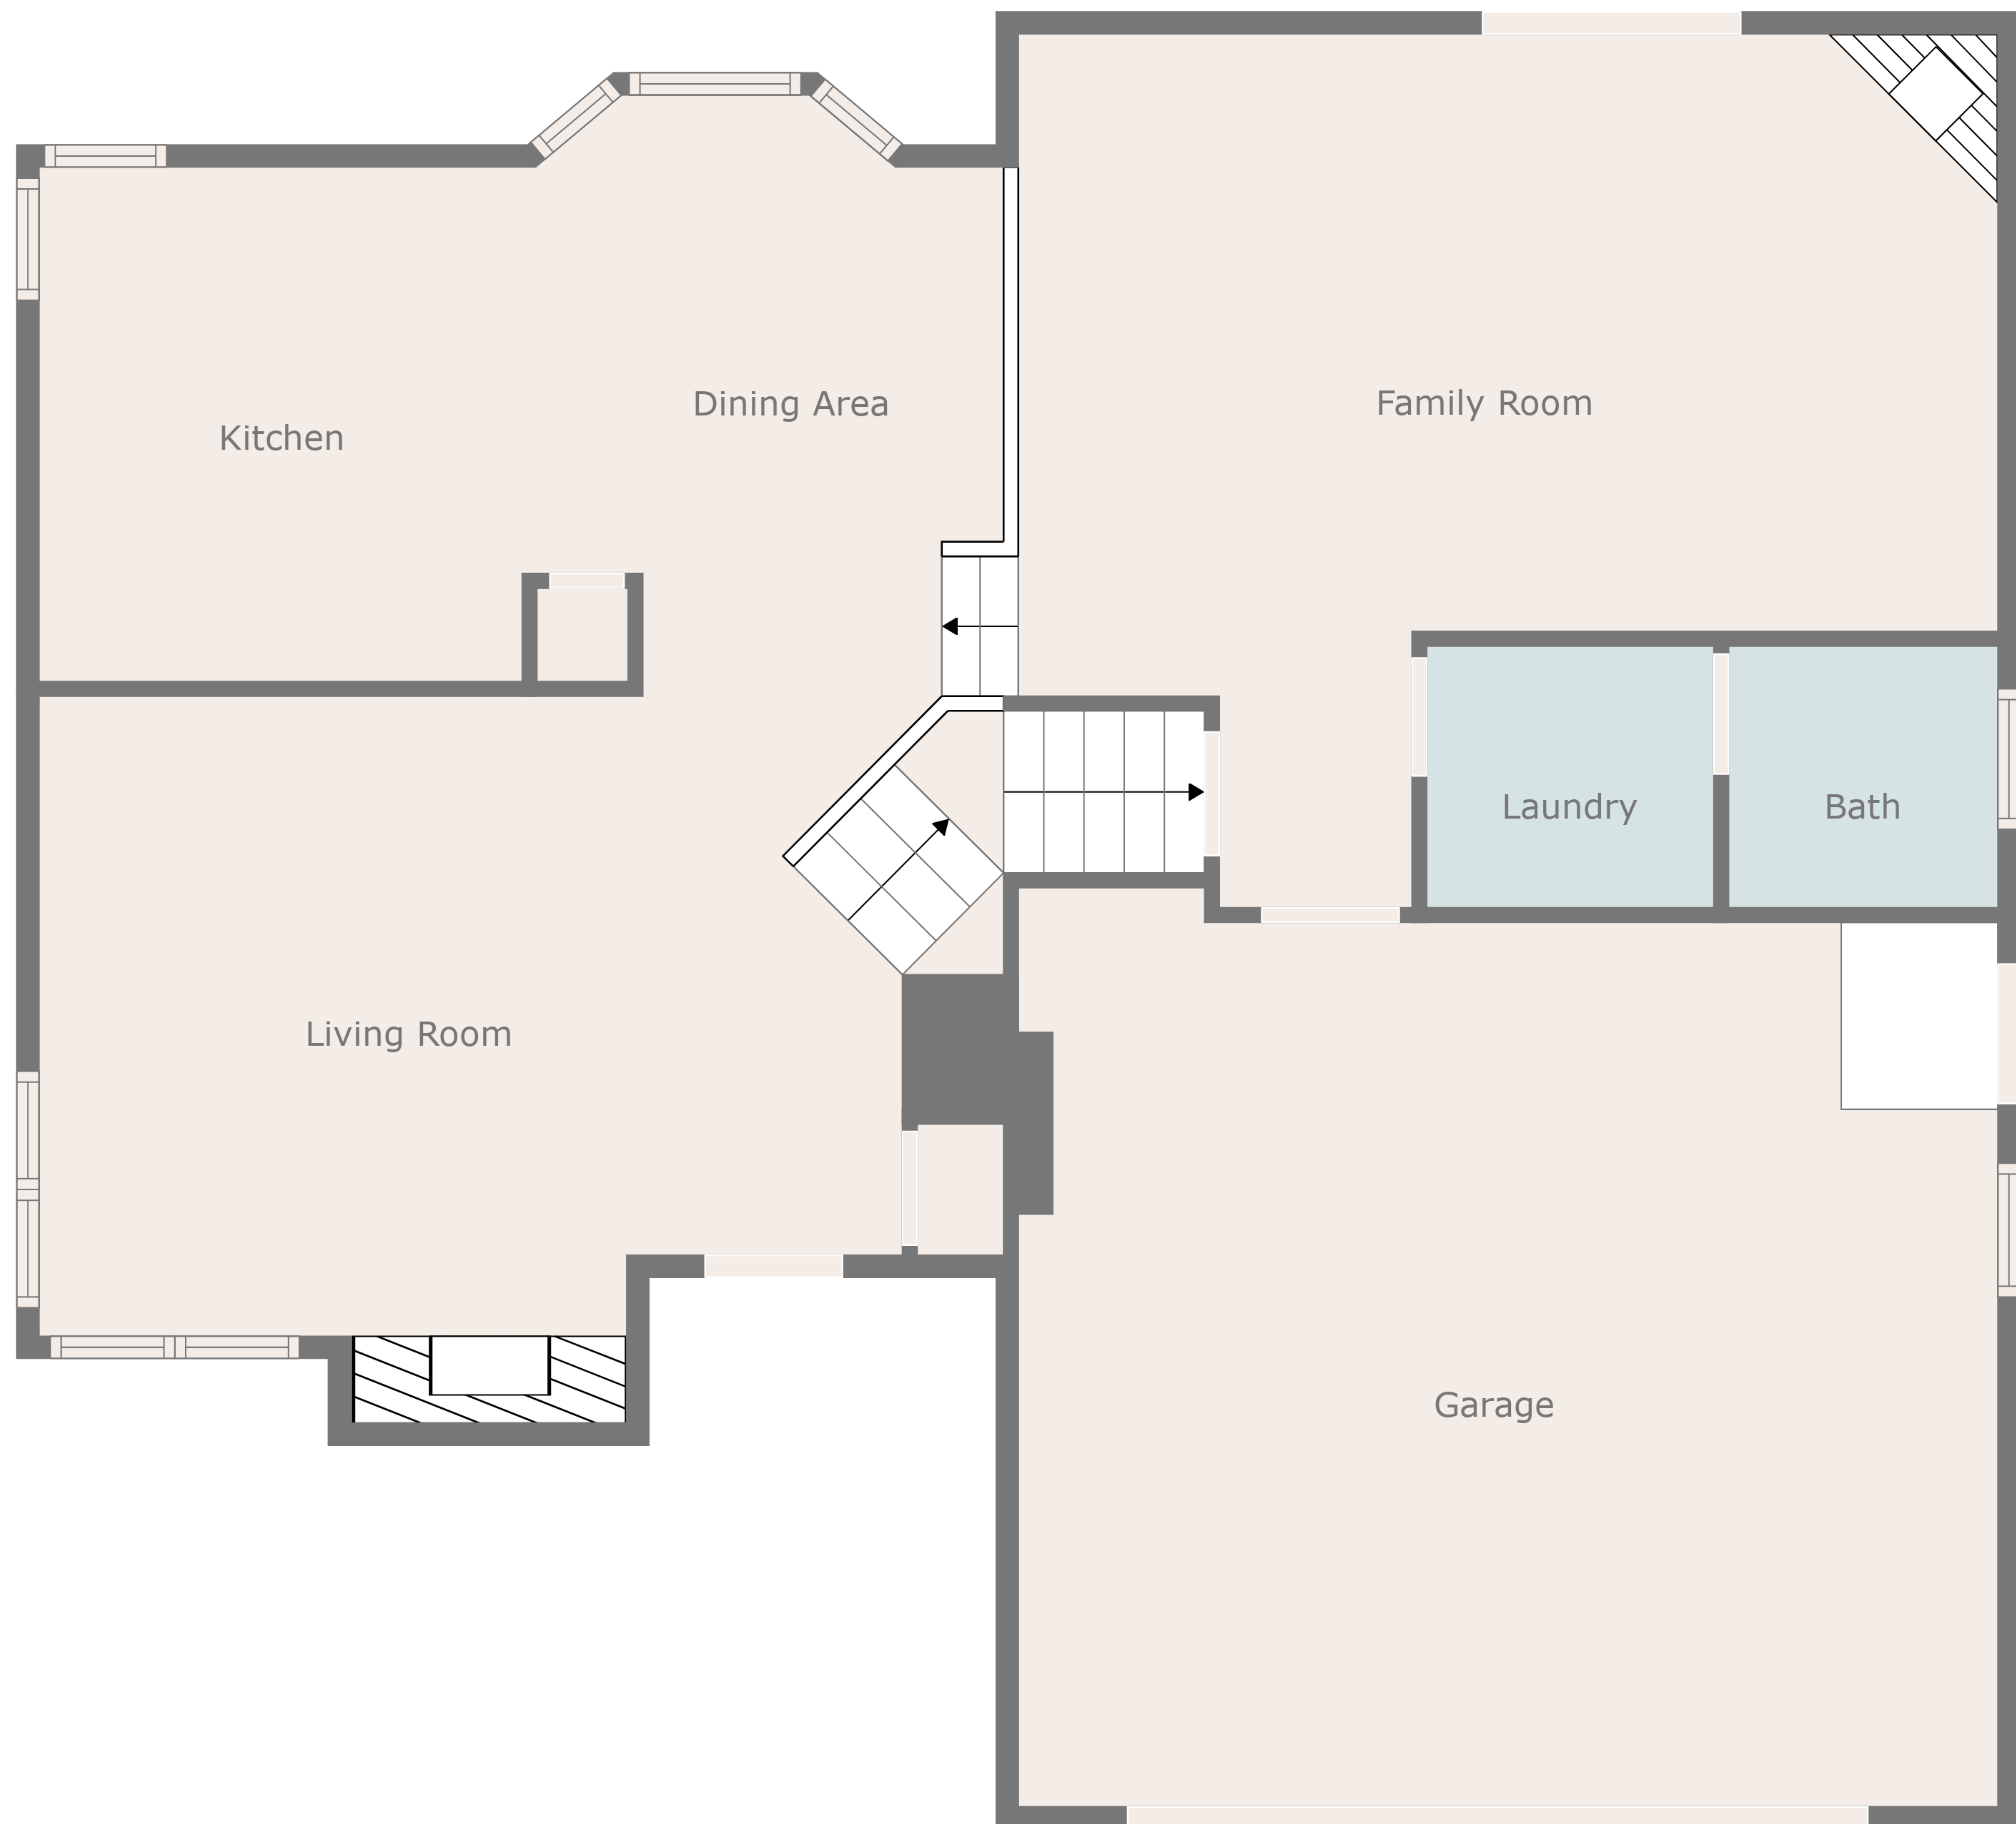 Dining Area
Family Room
Kitchen
Laundry
Bath
Living Room
Garage